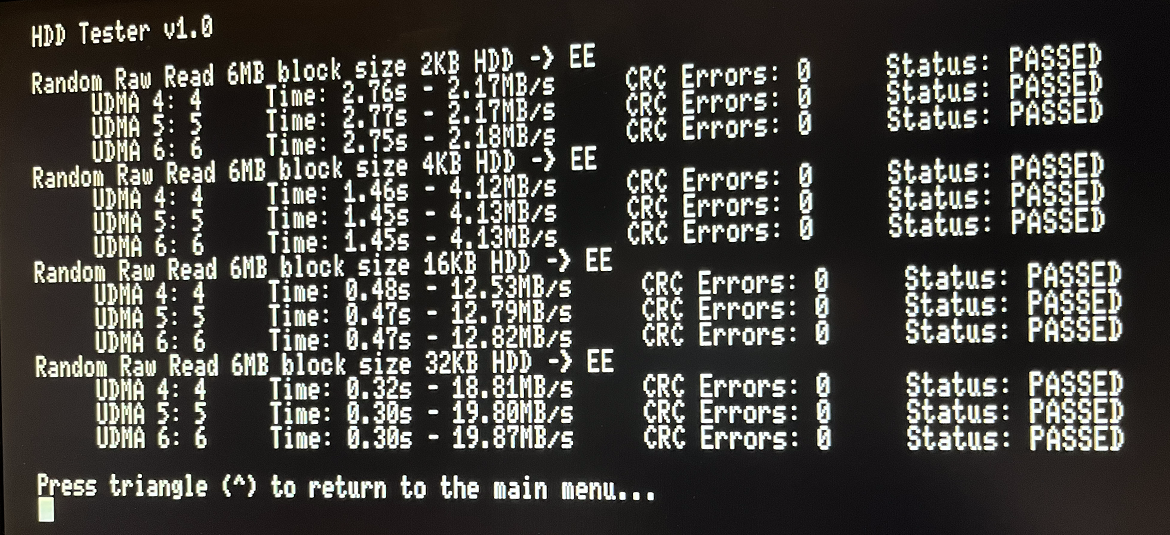 HDD Tester v1.0
Random Raw Read 6MB block size 2KB HDD -> EE
UDMA 4: 4 Time: 2.76s - 2.17MB/s CRC Errors: 0 Status: PASSED
UDMA 5: 5 Time: 2.77s - 2.17MB/s CRC Errors: 0 Status: PASSED
UDMA 6: 6 Time: 2.75s - 2.18MB/s CRC Errors: 0 Status: PASSED
Random Raw Read 6MB block size 4KB HDD -> EE
UDMA 4: 4 Time: 1.46s - 4.12MB/s CRC Errors: 0 Status: PASSED
UDMA 5: 5 Time: 1.45s - 4.13MB/s CRC Errors: 0 Status: PASSED
UDMA 6: 6 Time: 1.45s - 4.13MB/s CRC Errors: 0 Status: PASSED
Random Raw Read 6MB block size 16KB HDD -> EE
UDMA 4: 4 Time: 0.48s - 12.53MB/s CRC Errors: 0 Status: PASSED
UDMA 5: 5 Time: 0.47s - 12.79MB/s CRC Errors: 0 Status: PASSED
UDMA 6: 6 Time: 0.47s - 12.82MB/s CRC Errors: 0 Status: PASSED
Random Raw Read 6MB block size 32KB HDD -> EE
UDMA 4: 4 Time: 0.32s - 18.81MB/s CRC Errors: 0 Status: PASSED
UDMA 5: 5 Time: 0.30s - 19.80MB/s CRC Errors: 0 Status: PASSED
UDMA 6: 6 Time: 0.30s - 19.87MB/s CRC Errors: 0 Status: PASSED
Press triangle (^) to return to the main menu...